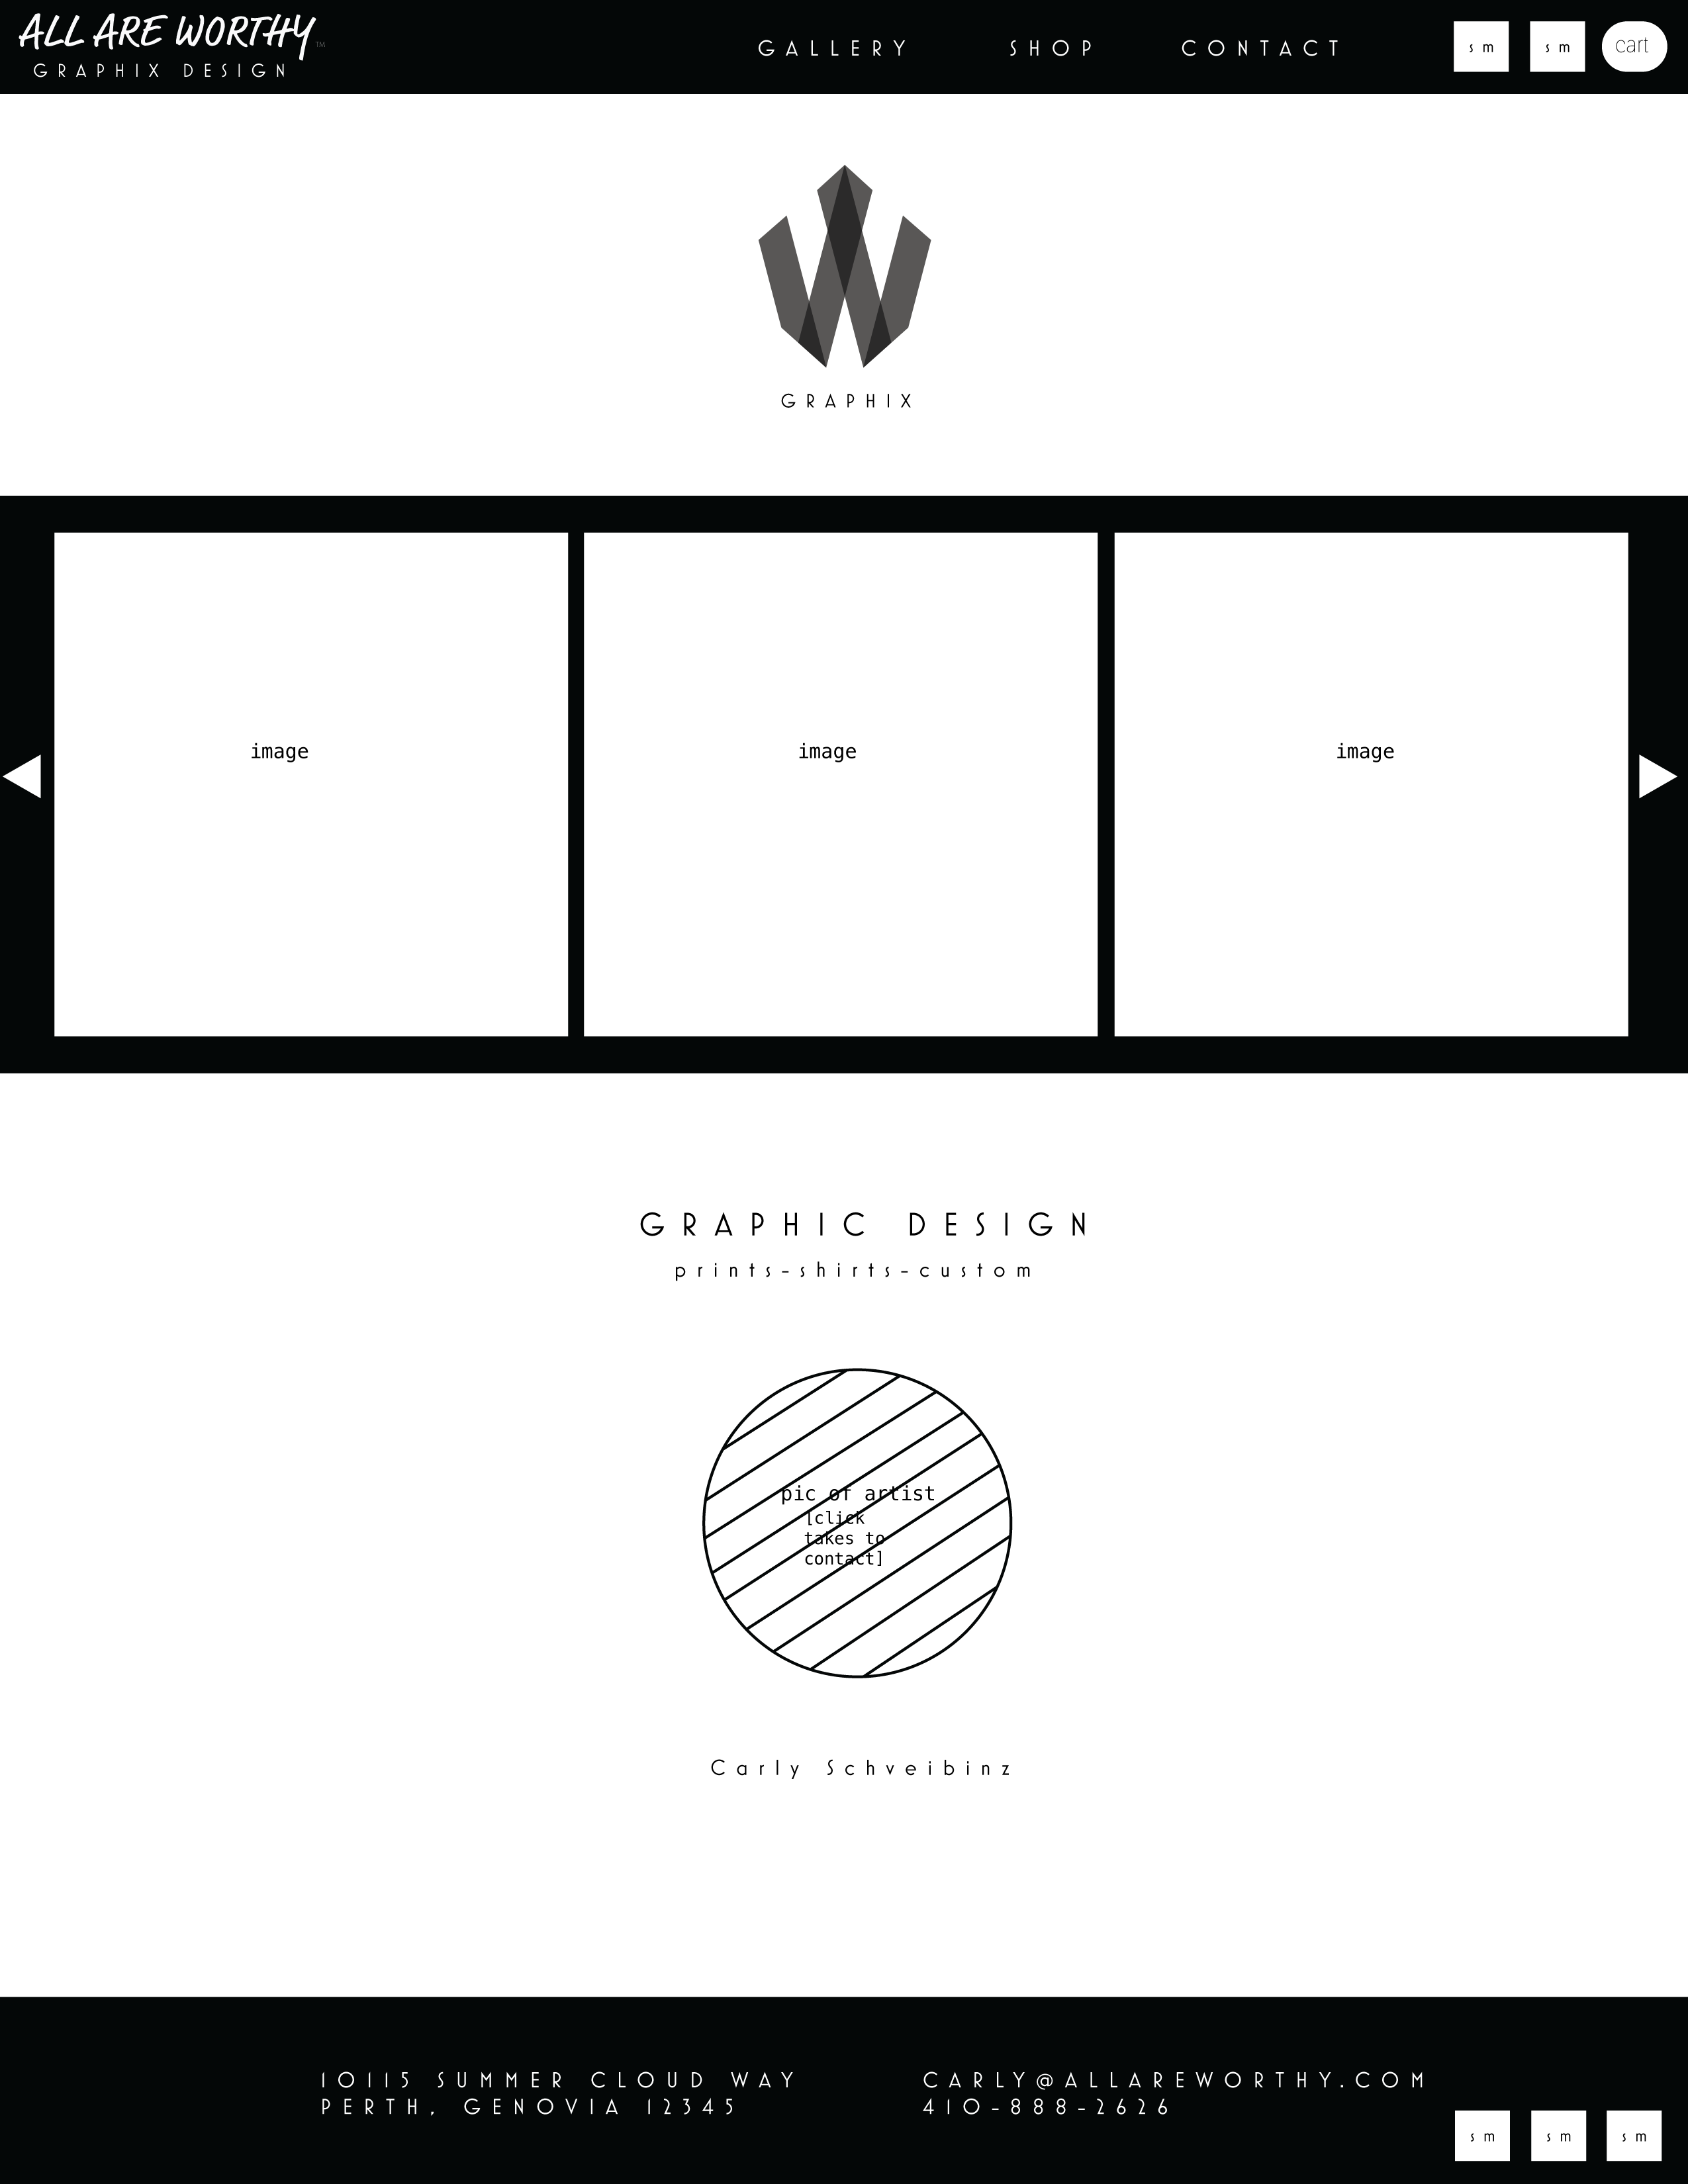 ALL ARE WORTHY™
GRAPHIX DESIGN
GALLERY SHOP CONTACT sm sm cart
GRAPHIX
image image image
GRAPHIC DESIGN
prints-shirts-custom
pic of artist
[click
takes to
contact]
Carly Schveibinz
10115 SUMMER CLOUD WAY
PERTH, GENOVIA 12345
CARLY@ALLAREWORTHY.COM
410-888-2626
sm sm sm